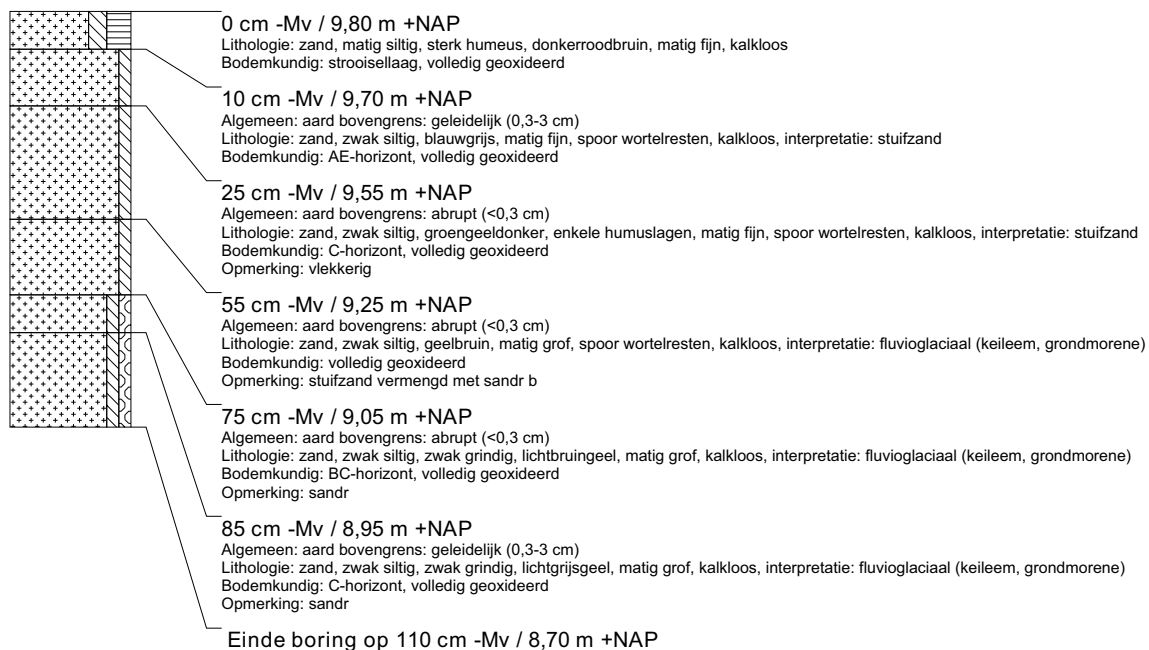 0 cm -Mv / 9,80 m +NAP
Lithologie: zand, matig siltig, sterk humeus, donkerroodbruin, matig fijn, kalkloos
Bodemkundig: strooisellaag, volledig geoxideerd
10 cm -Mv / 9,70 m +NAP
Algemeen: aard bovengrens: geleidelijk (0,3-3 cm)
Lithologie: zand, zwak siltig, blauwgrijs, matig fijn, spoor wortelresten, kalkloos, interpretatie: stuifzand
Bodemkundig: AE-horizont, volledig geoxideerd
25 cm -Mv / 9,55 m +NAP
Algemeen: aard bovengrens: abrupt (<0,3 cm)
Lithologie: zand, zwak siltig, groengeeldonker, enkele humuslagen, matig fijn, spoor wortelresten, kalkloos, interpretatie: stuifzand
Bodemkundig: C-horizont, volledig geoxideerd
Opmerking: vlekkerig
55 cm -Mv / 9,25 m +NAP
Algemeen: aard bovengrens: abrupt (<0,3 cm)
Lithologie: zand, zwak siltig, geelbruin, matig grof, spoor wortelresten, kalkloos, interpretatie: fluvioglaciaal (keileem, grondmorene)
Bodemkundig: volledig geoxideerd
Opmerking: stuifzand vermengd met sandr b
75 cm -Mv / 9,05 m +NAP
Algemeen: aard bovengrens: abrupt (<0,3 cm)
Lithologie: zand, zwak siltig, zwak grindig, lichtbruingeel, matig grof, kalkloos, interpretatie: fluvioglaciaal (keileem, grondmorene)
Bodemkundig: BC-horizont, volledig geoxideerd
Opmerking: sandr
85 cm -Mv / 8,95 m +NAP
Algemeen: aard bovengrens: geleidelijk (0,3-3 cm)
Lithologie: zand, zwak siltig, zwak grindig, lichtgrijsgeel, matig grof, kalkloos, interpretatie: fluvioglaciaal (keileem, grondmorene)
Bodemkundig: C-horizont, volledig geoxideerd
Opmerking: sandr
Einde boring op 110 cm -Mv / 8,70 m +NAP